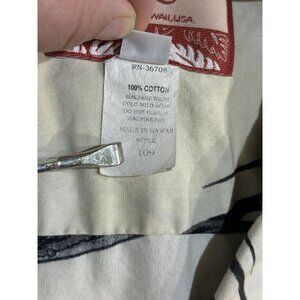 WAII, USA.
RN-36708
100% COTTON
MACHINE WASH
COLD MILD SOAP
DO NOT BLEACH
MACHINE DRY
MADE IN HAWAII
STYLE
109